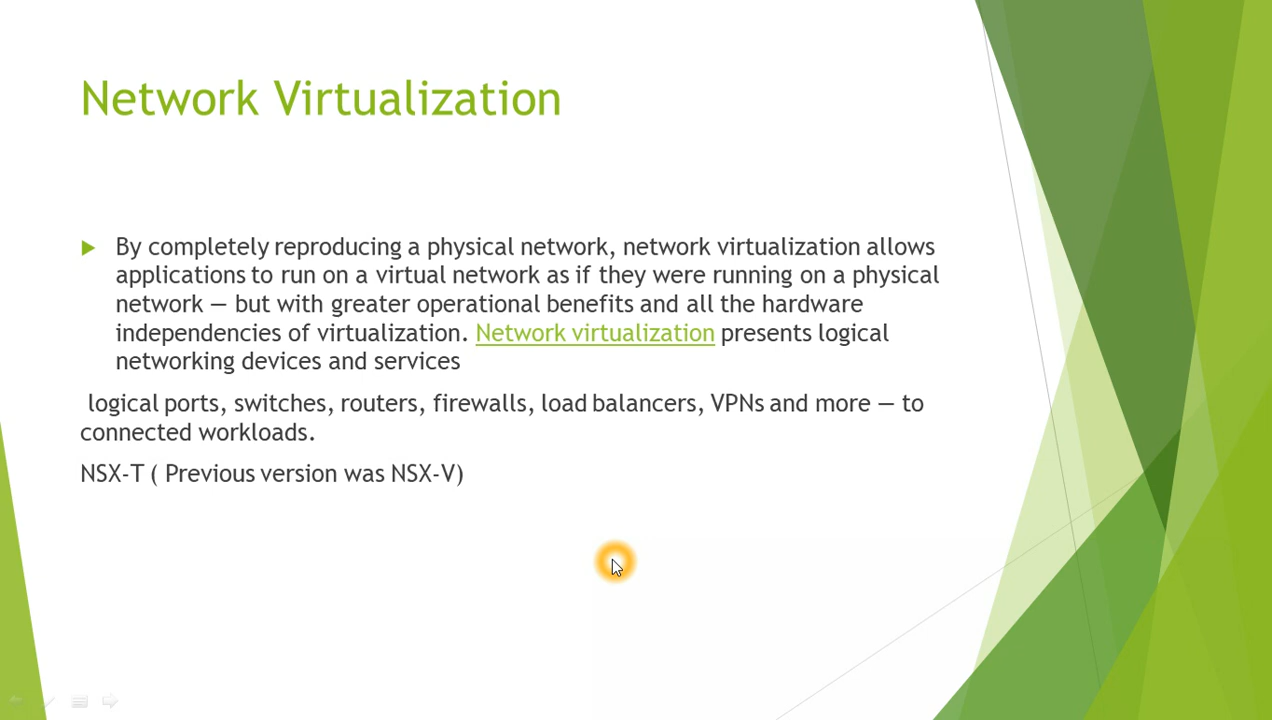 Network Virtualization
By completely reproducing a physical network, network virtualization allows
applications to run on a virtual network as if they were running on a physical
network — but with greater operational benefits and all the hardware
independencies of virtualization. Network virtualization presents logical
networking devices and services
logical ports, switches, routers, firewalls, load balancers, VPNs and more — to
connected workloads.
NSX-T ( Previous version was NSX-V)